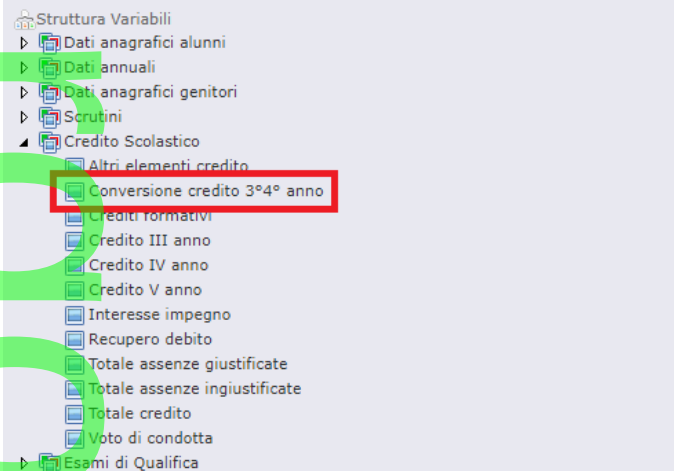 Struttura Variabili
Dati anagrafici alunni
Dati annuali
Dati anagrafici genitori
Scrutini
Credito Scolastico
Altri elementi credito
Conversione credito 3°4° anno
Crediti formativi
Credito III anno
Credito IV anno
Credito V anno
Interesse impegno
Recupero debito
Totale assenze giustificate
Totale assenze ingiustificate
Totale credito
Voto di condotta
Esami di Qualifica